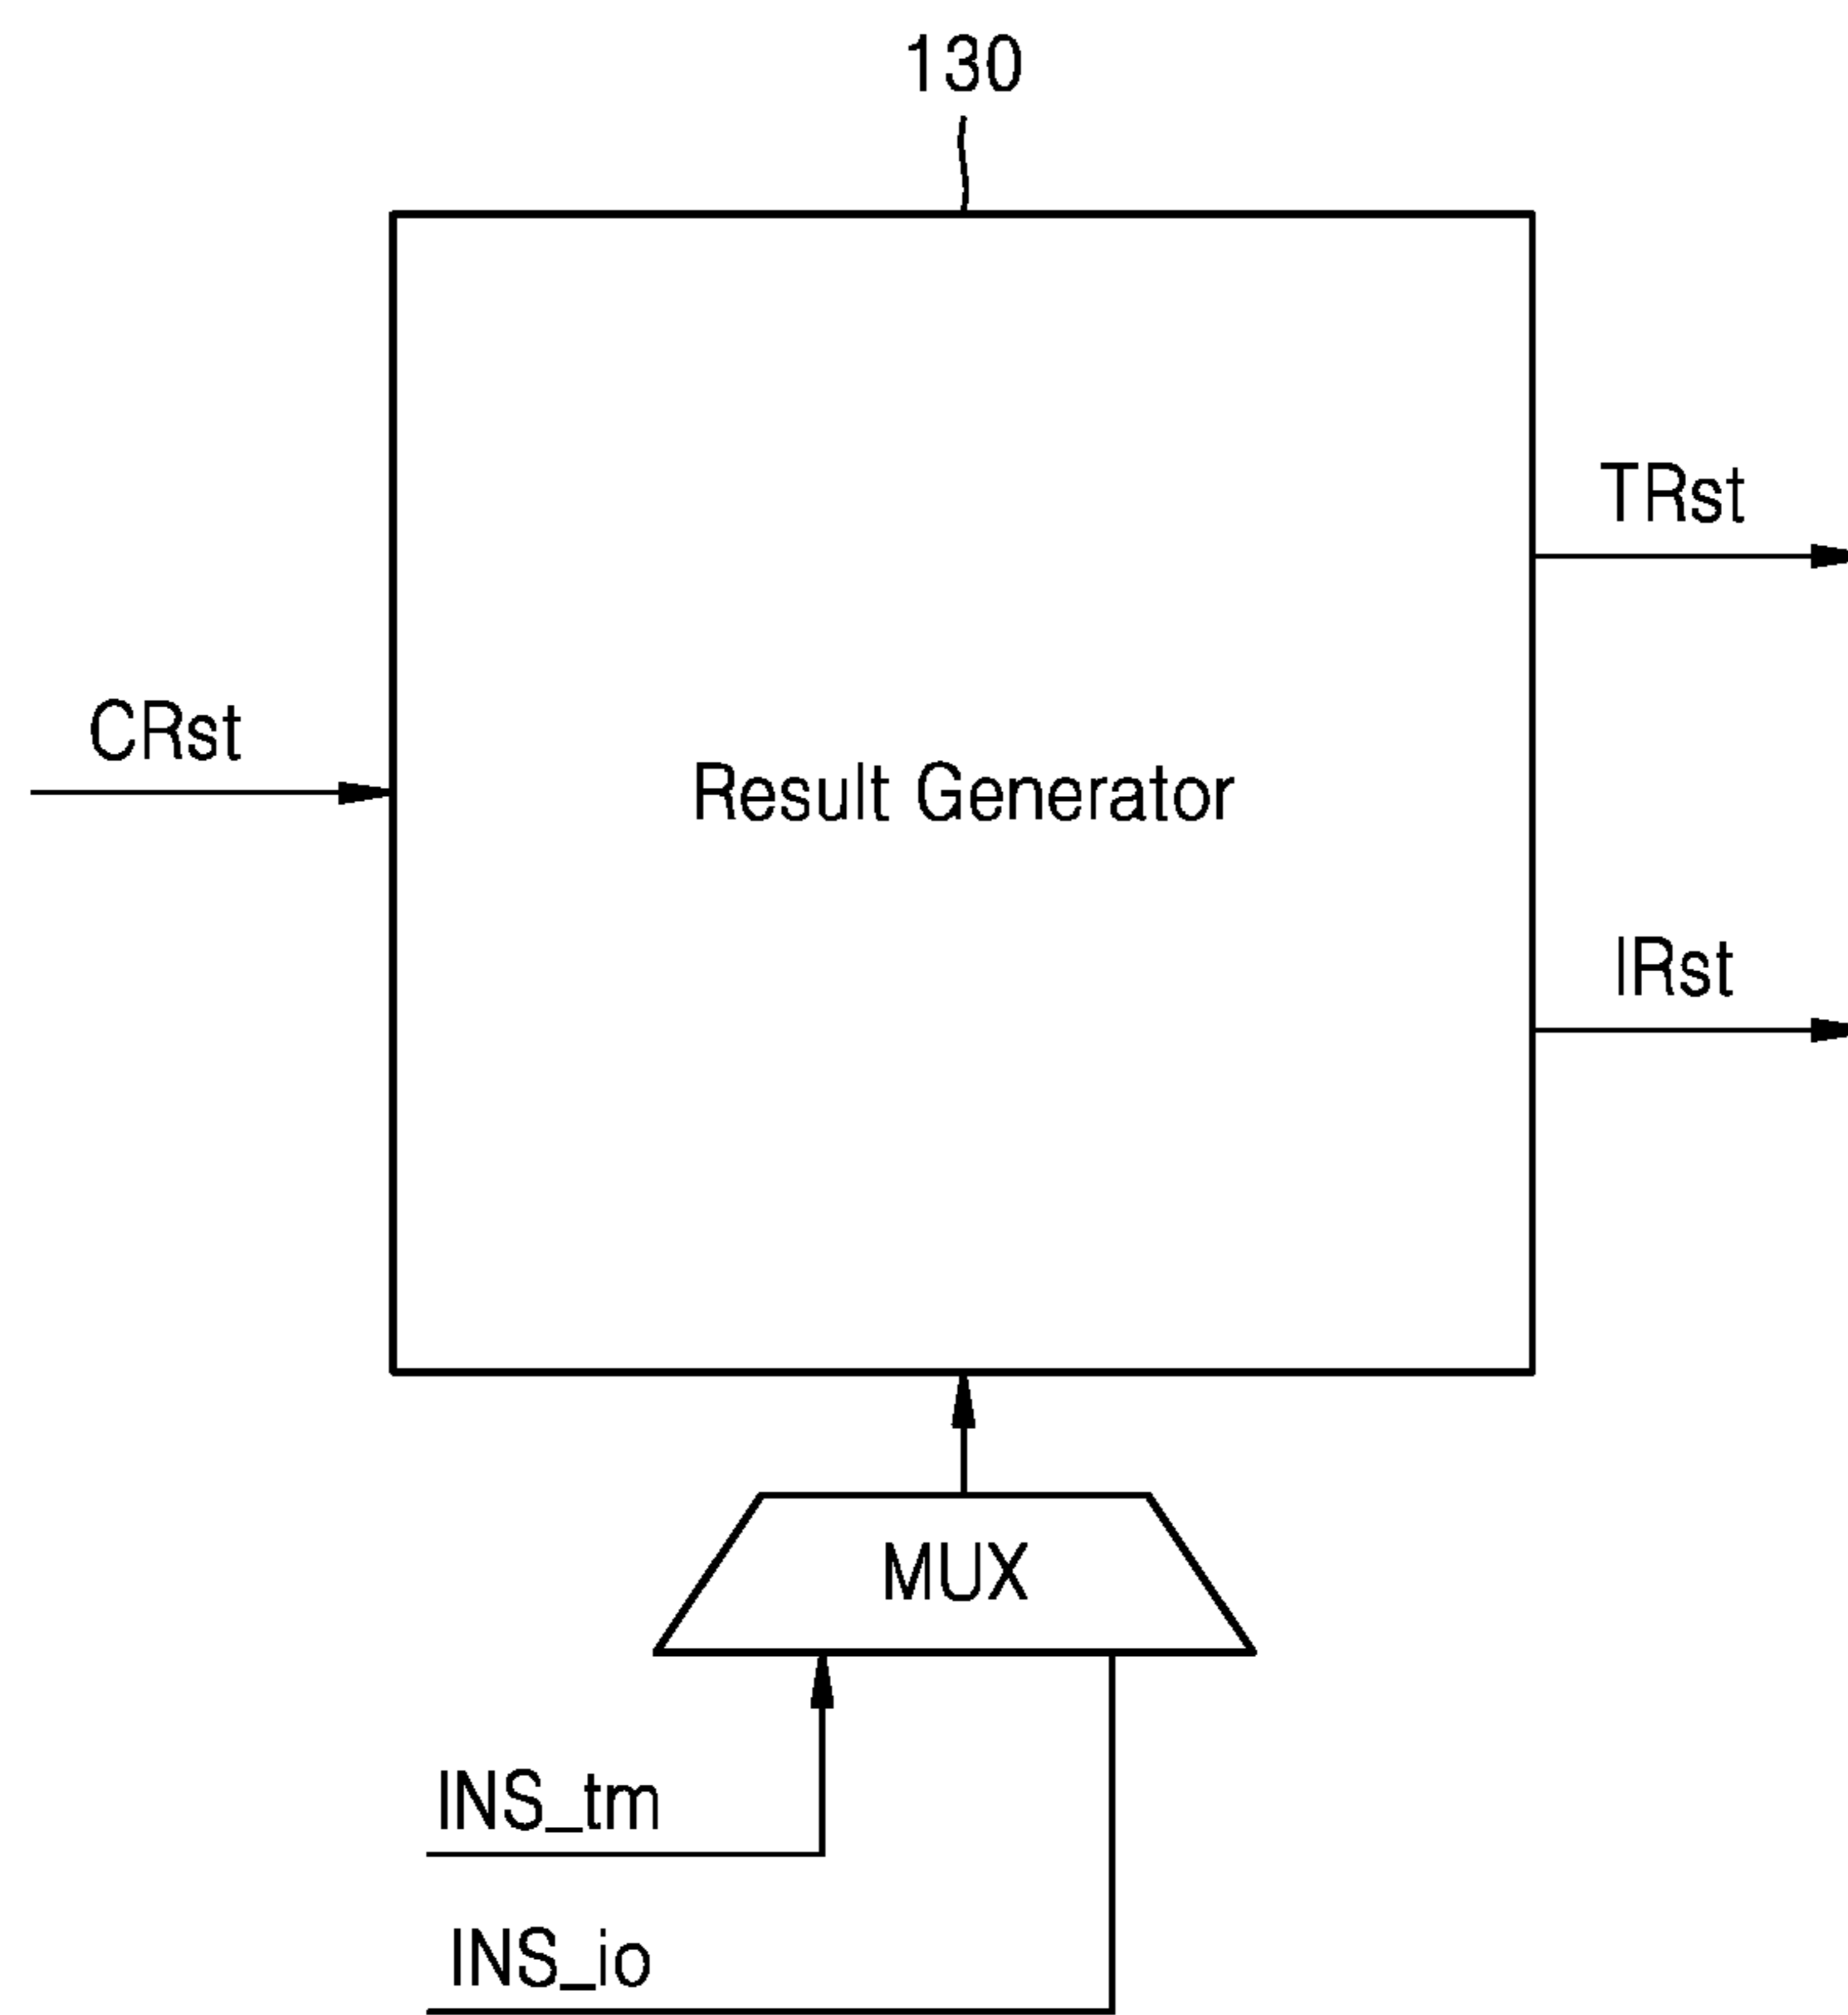 130
TRst
CRst
Result Generator
IRst
MUX
INS_tm
INS_io